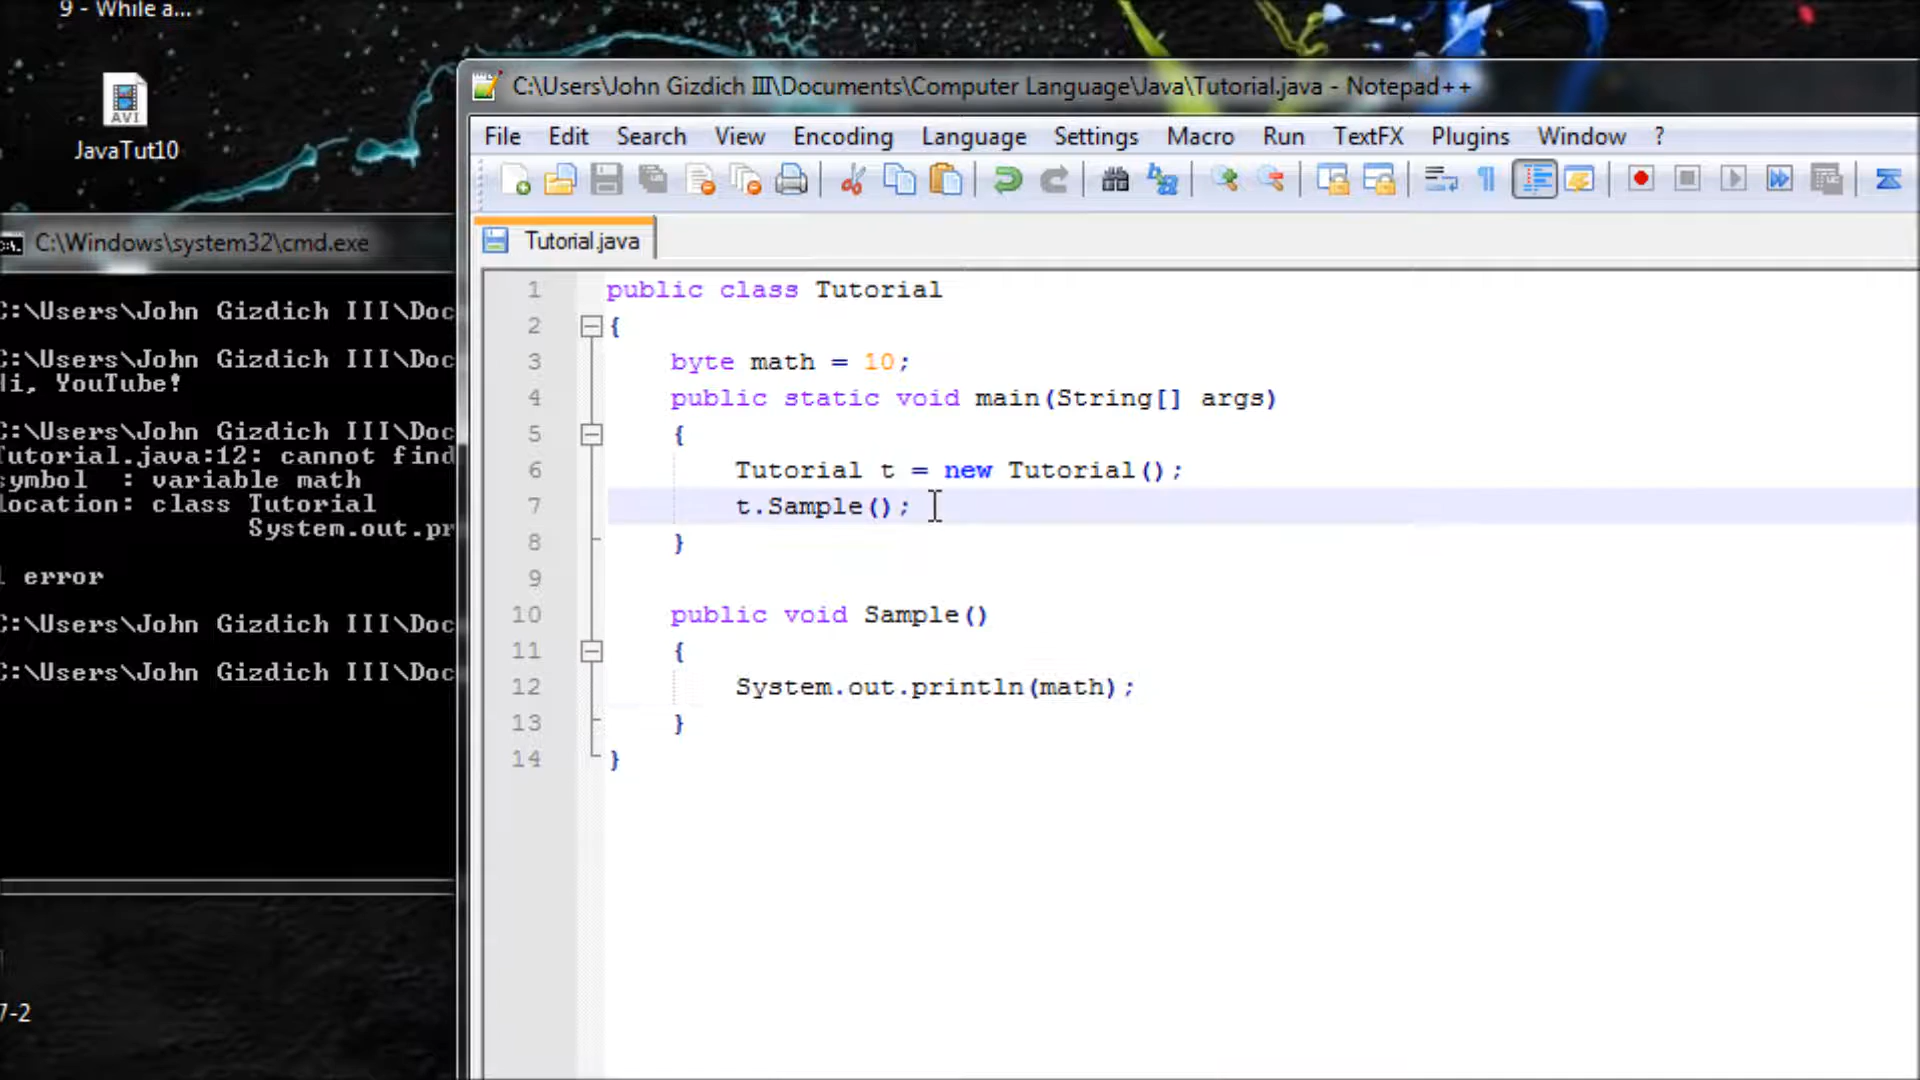 9 - While a...
JavaTut10
C:\Windows\system32\cmd.exe
C:\Users\John Gizdich III\Doc
C:\Users\John Gizdich III\Doc
Hi, YouTube!
C:\Users\John Gizdich III\Doc
Tutorial.java:12: cannot find
symbol : variable math
location: class Tutorial
System.out.pr
1 error
C:\Users\John Gizdich III\Doc
C:\Users\John Gizdich III\Doc
7-2
C:\Users\John Gizdich III\Documents\Computer Language\Java\Tutorial.java - Notepad++
File Edit Search View Encoding Language Settings Macro Run TextFX Plugins Window ?
Tutorial.java
1 public class Tutorial
2 {
3 byte math = 10;
4 public static void main(String[] args)
5 {
6 Tutorial t = new Tutorial();
7 t.Sample();
8 }
9
10 public void Sample()
11 {
12 System.out.println(math);
13 }
14 }